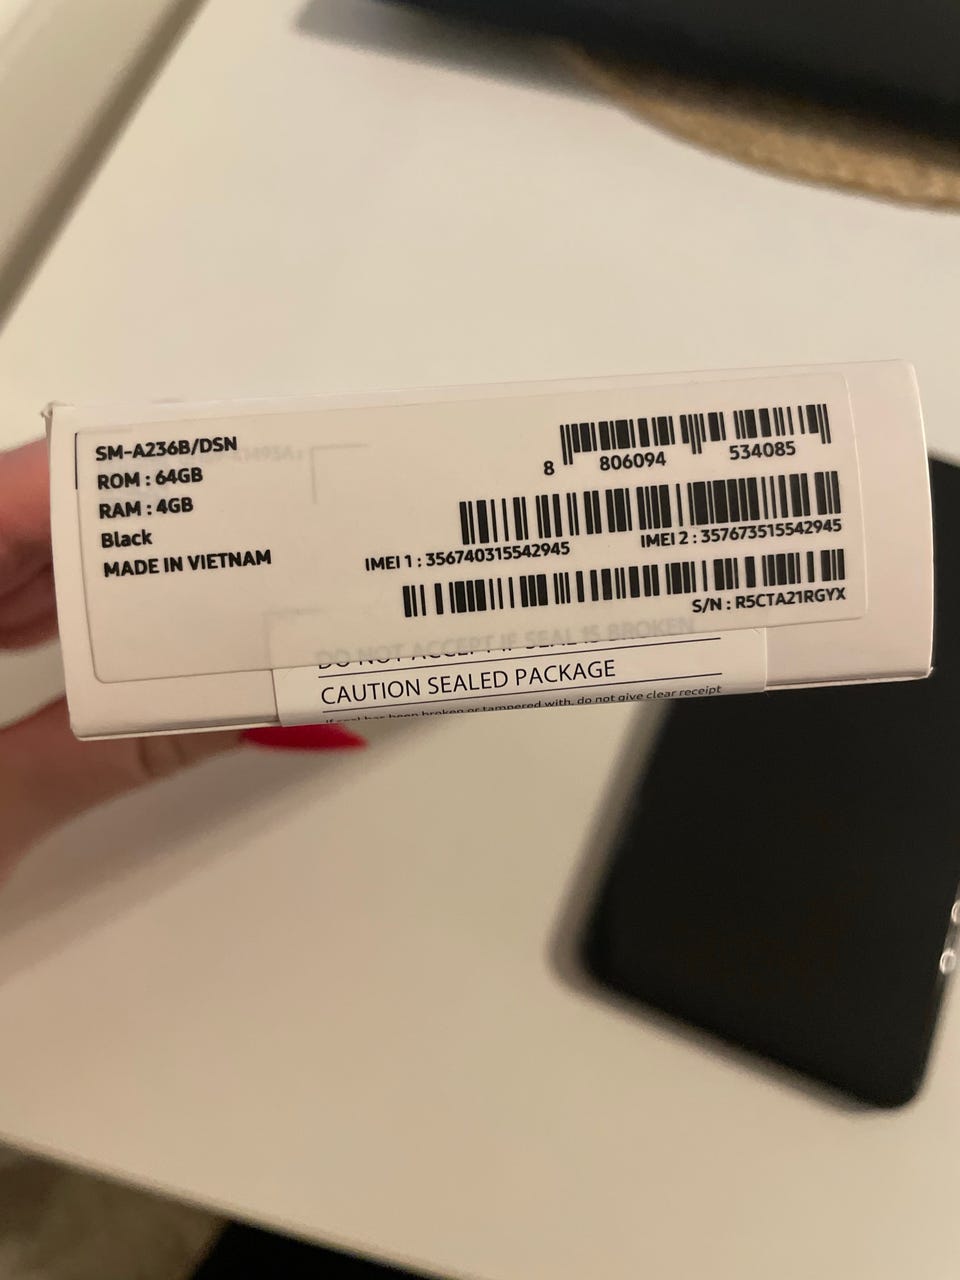 SM-A236B/DSN
ROM : 64GB
RAM : 4GB
Black
MADE IN VIETNAM
8 806094 534085
IMEI 1 : 356740315542945
IMEI 2 : 357673515542945
S/N : R5CTA21RGYX
DO NOT ACCEPT IF SEAL IS BROKEN
CAUTION SEALED PACKAGE
If seal has been broken or tampered with, do not give clear receipt